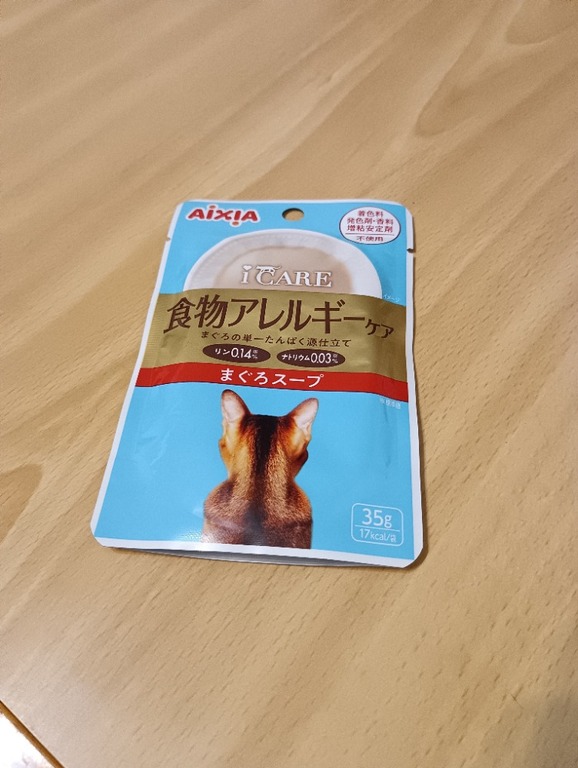 AiXiA
着色料
発色剤・香料
増粘安定剤
不使用
i CARE
食物アレルギーケア
まぐろの単一たんぱく源仕立て
リン0.14
ナトリウム0.03
まぐろスープ
35g
17kcal/袋